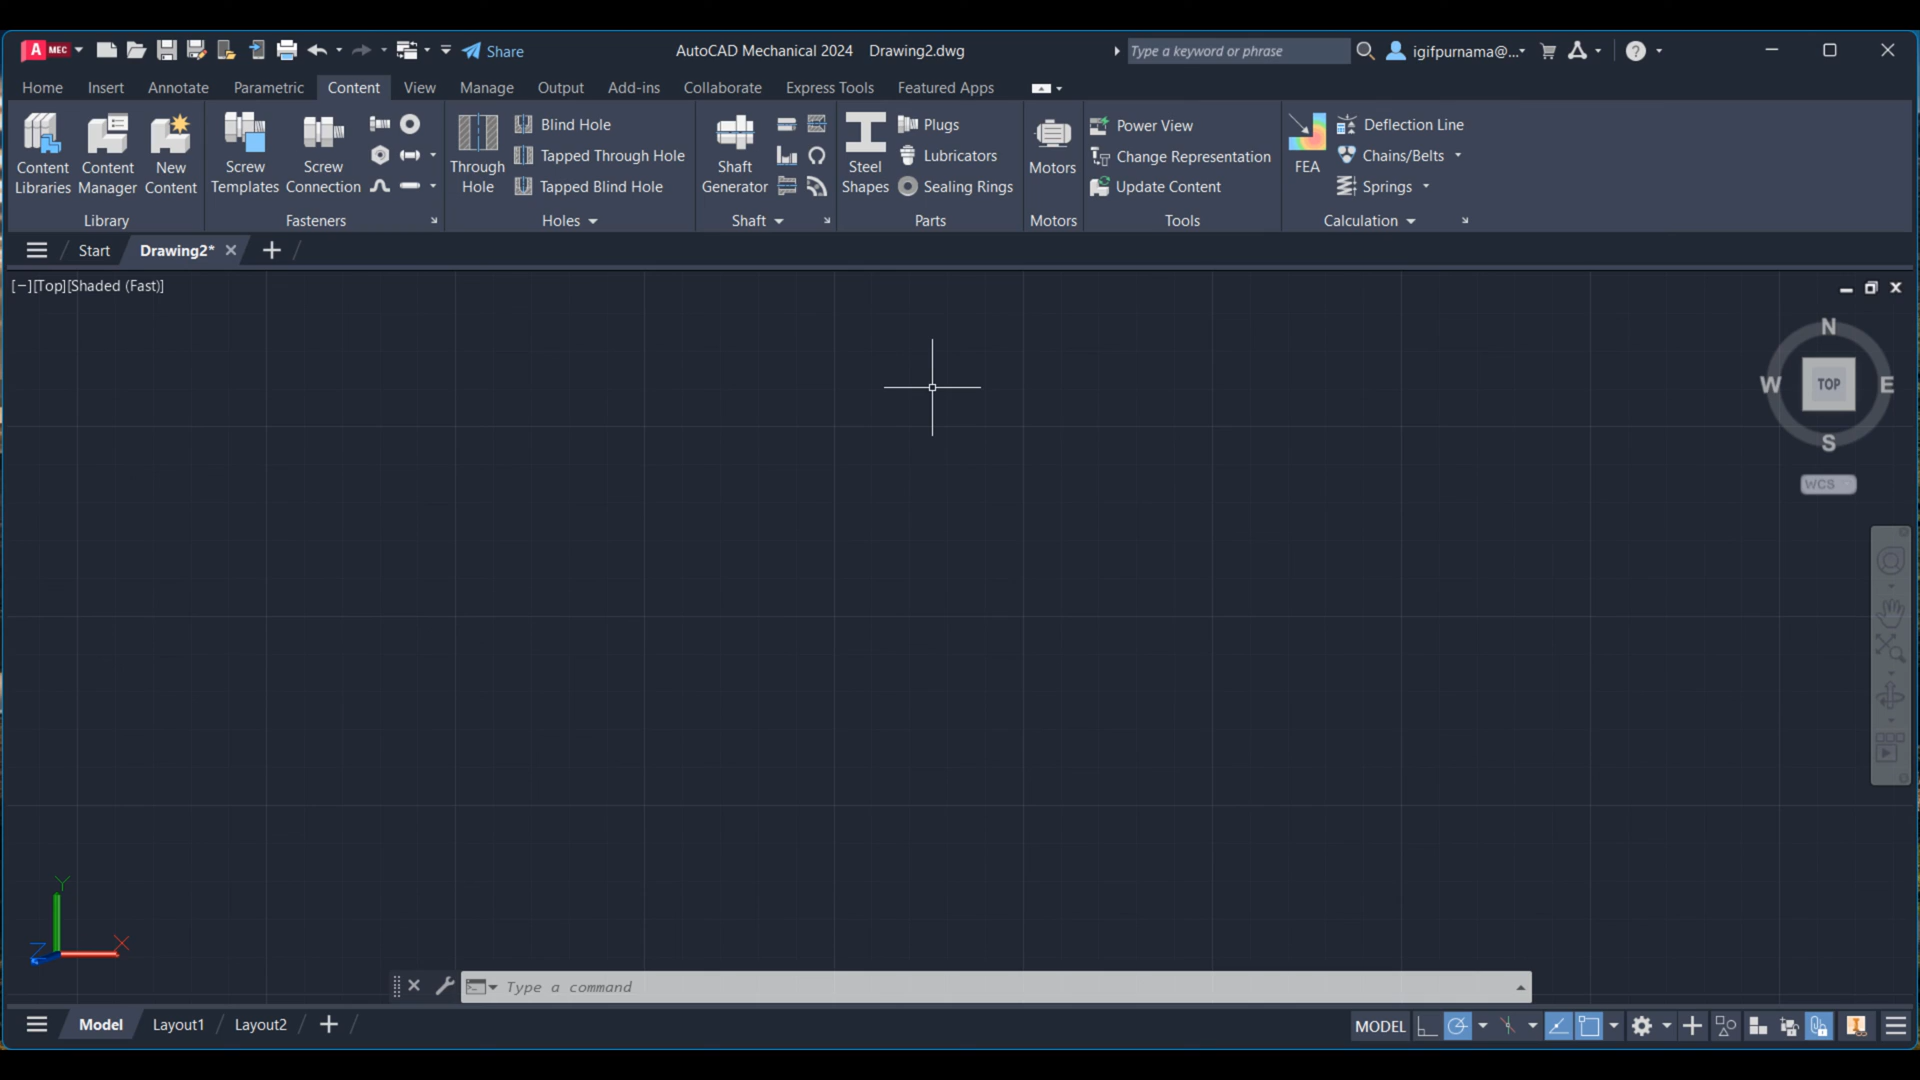 A MEC Share AutoCAD Mechanical 2024 Drawing2.dwg Type a keyword or phrase igifpurnama@... ?
Home Insert Annotate Parametric Content View Manage Output Add-ins Collaborate Express Tools Featured Apps
Content Libraries
Content Manager
New Content
Library
Screw Templates
Screw Connection
Fasteners
Through Hole
Blind Hole
Tapped Through Hole
Tapped Blind Hole
Holes
Shaft Generator
Shaft
Steel Shapes
Plugs
Lubricators
Sealing Rings
Parts
Motors
Motors
Power View
Change Representation
Update Content
Tools
FEA
Deflection Line
Chains/Belts
Springs
Calculation
Start Drawing2*
[−][Top][Shaded (Fast)]
N
W TOP E
S
WCS
Y
X
Z
Type a command
Model Layout1 Layout2 MODEL